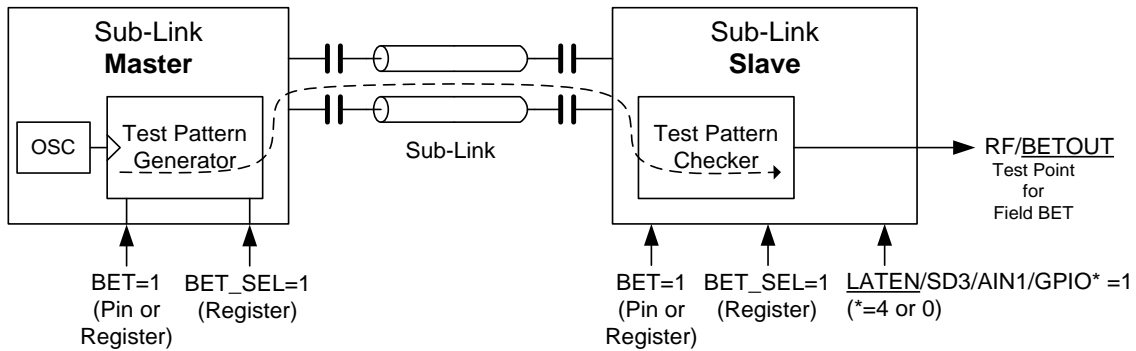 Sub-Link
Master
Sub-Link
Slave
OSC
Test Pattern
Generator
Sub-Link
Test Pattern
Checker
RF/BETOUT
Test Point
for
Field BET
BET=1
(Pin or
Register)
BET_SEL=1
(Register)
BET=1
(Pin or
Register)
BET_SEL=1
(Register)
LATEN/SD3/AIN1/GPIO* =1
(*=4 or 0)